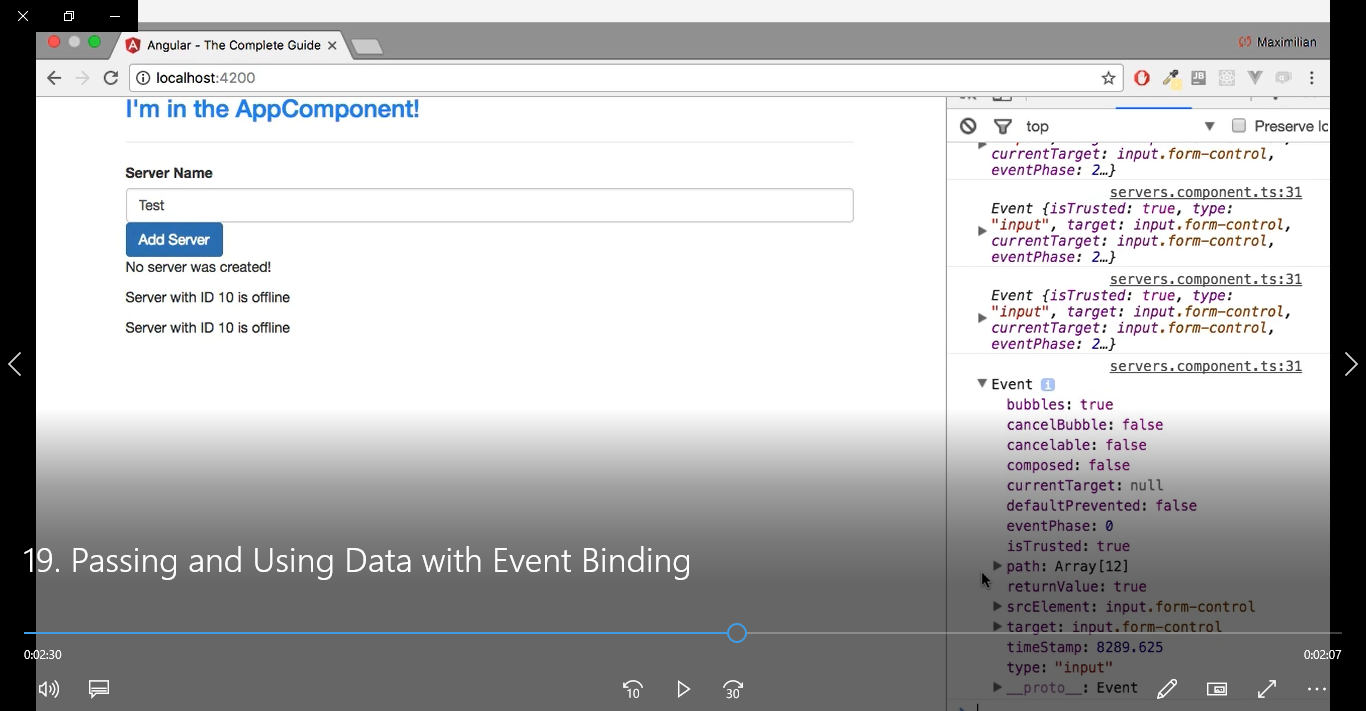 Angular - The Complete Guide
Maximilian
localhost:4200
I'm in the AppComponent!
Server Name
Test
Add Server
No server was created!
Server with ID 10 is offline
Server with ID 10 is offline
top
Preserve lo
currentTarget: input.form-control,
eventPhase: 2…}
servers.component.ts:31
Event {isTrusted: true, type:
"input", target: input.form-control,
currentTarget: input.form-control,
eventPhase: 2…}
servers.component.ts:31
Event {isTrusted: true, type:
"input", target: input.form-control,
currentTarget: input.form-control,
eventPhase: 2…}
servers.component.ts:31
Event
bubbles: true
cancelBubble: false
cancelable: false
composed: false
currentTarget: null
defaultPrevented: false
eventPhase: 0
isTrusted: true
path: Array[12]
returnValue: true
srcElement: input.form-control
target: input.form-control
timeStamp: 8289.625
type: "input"
__proto__: Event
19. Passing and Using Data with Event Binding
0:02:30
0:02:07
10
30